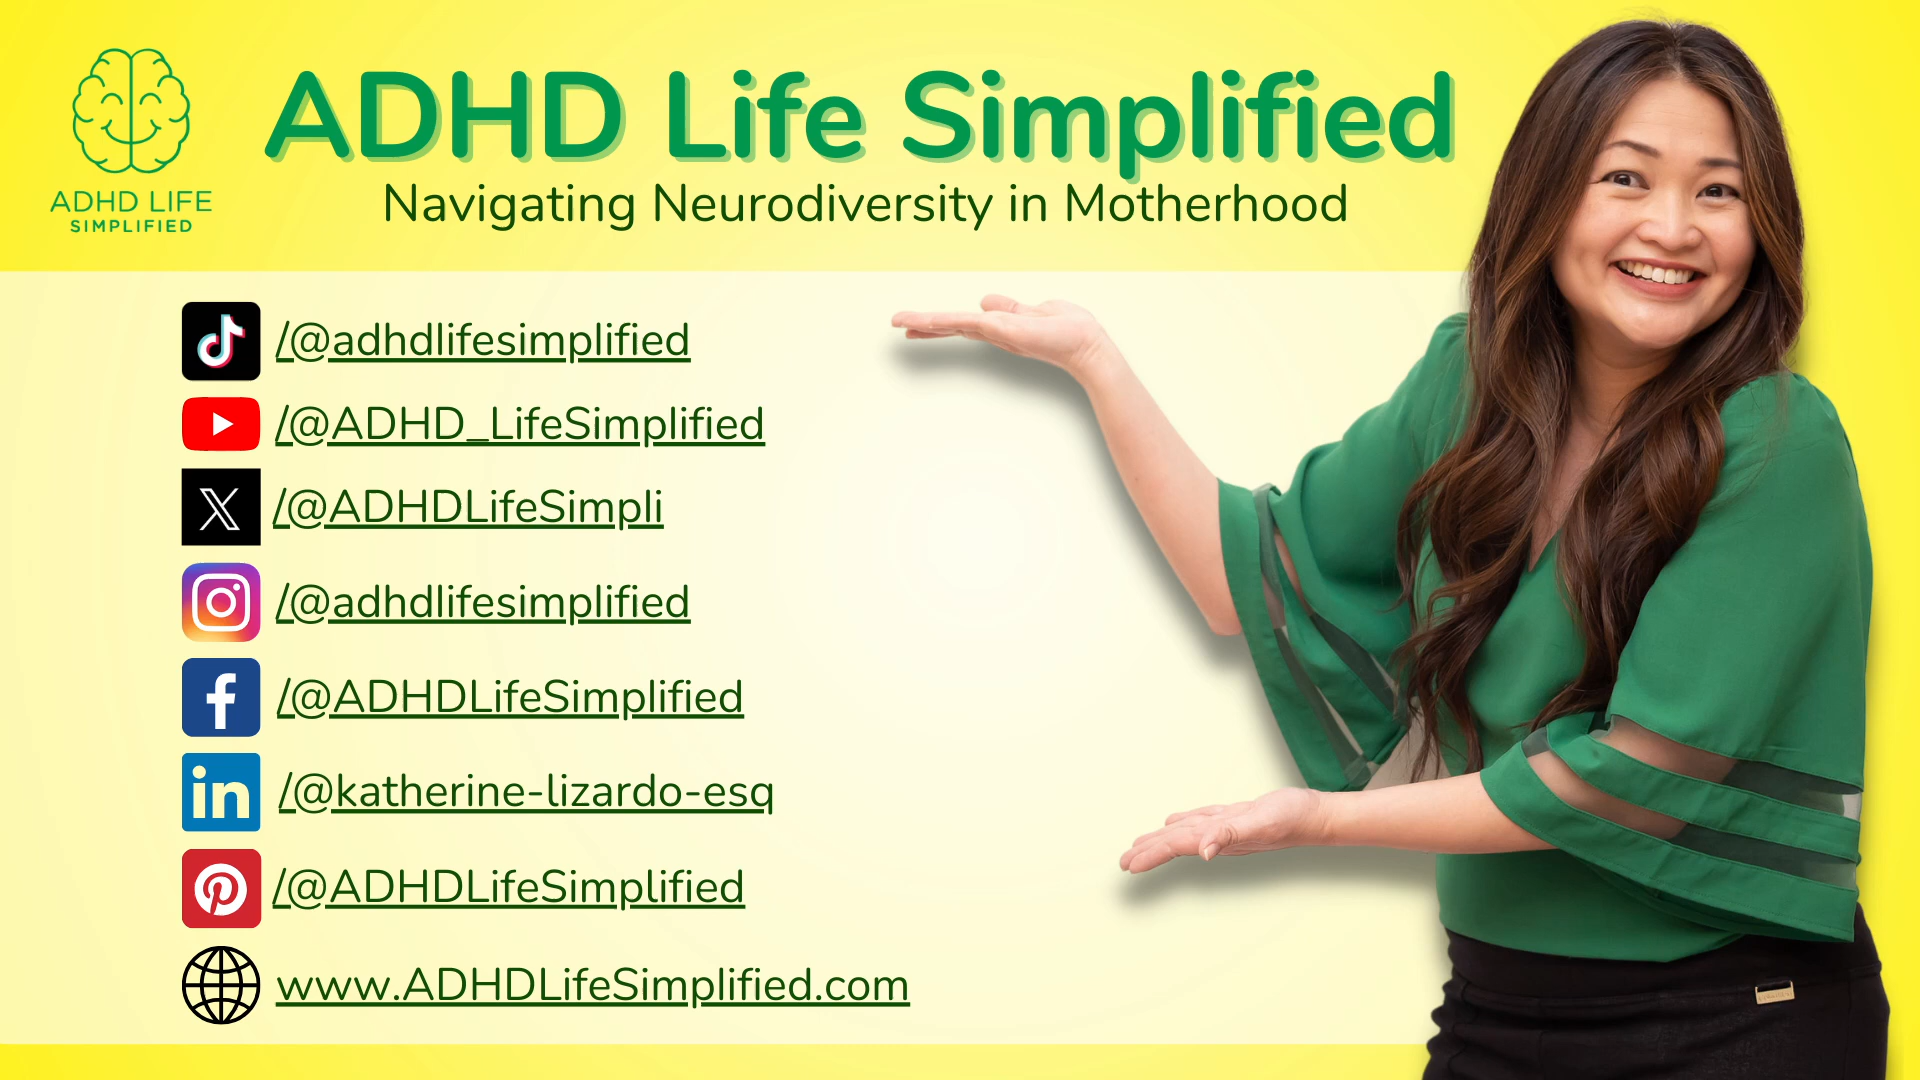 ADHD LIFE
SIMPLIFIED
ADHD Life Simplified
Navigating Neurodiversity in Motherhood
/@adhdlifesimplified
/@ADHD_LifeSimplified
/@ADHDLifeSimpli
/@adhdlifesimplified
/@ADHDLifeSimplified
/@katherine-lizardo-esq
/@ADHDLifeSimplified
www.ADHDLifeSimplified.com